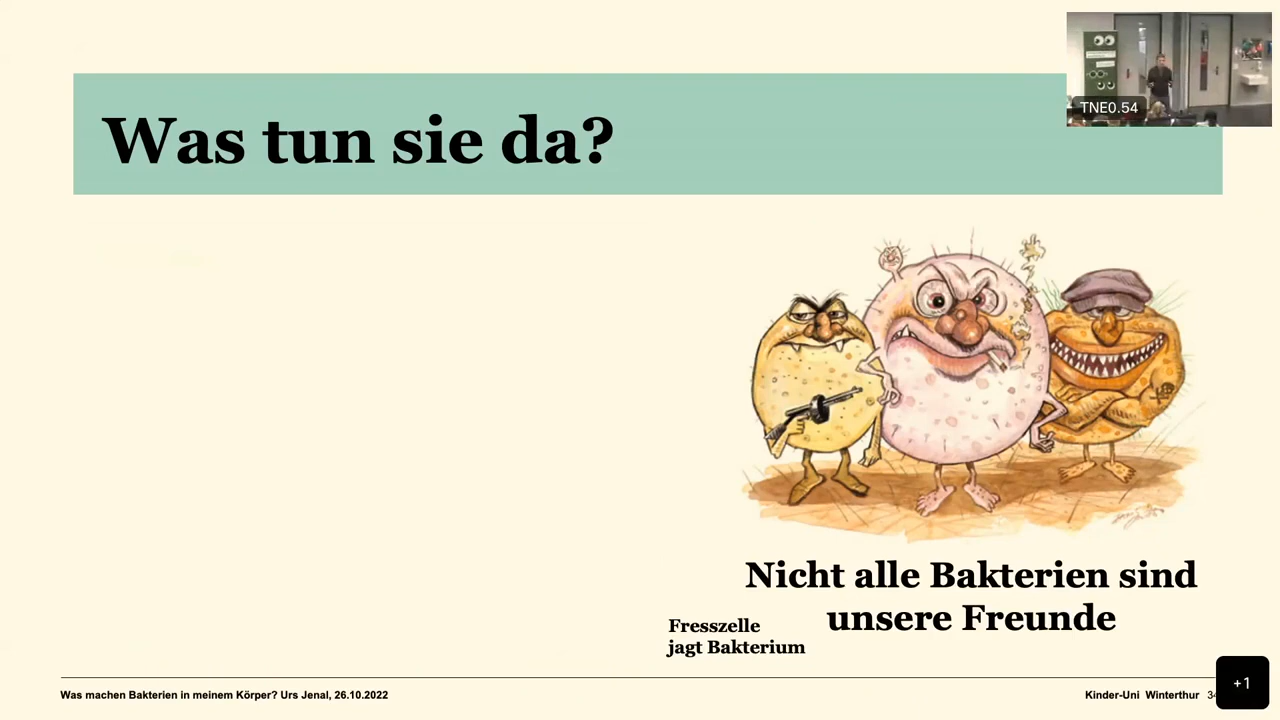 TNE0.54
Was tun sie da?
Nicht alle Bakterien sind
unsere Freunde
Fresszelle
jagt Bakterium
Was machen Bakterien in meinem Körper? Urs Jenal, 26.10.2022
Kinder-Uni Winterthur 34
+1